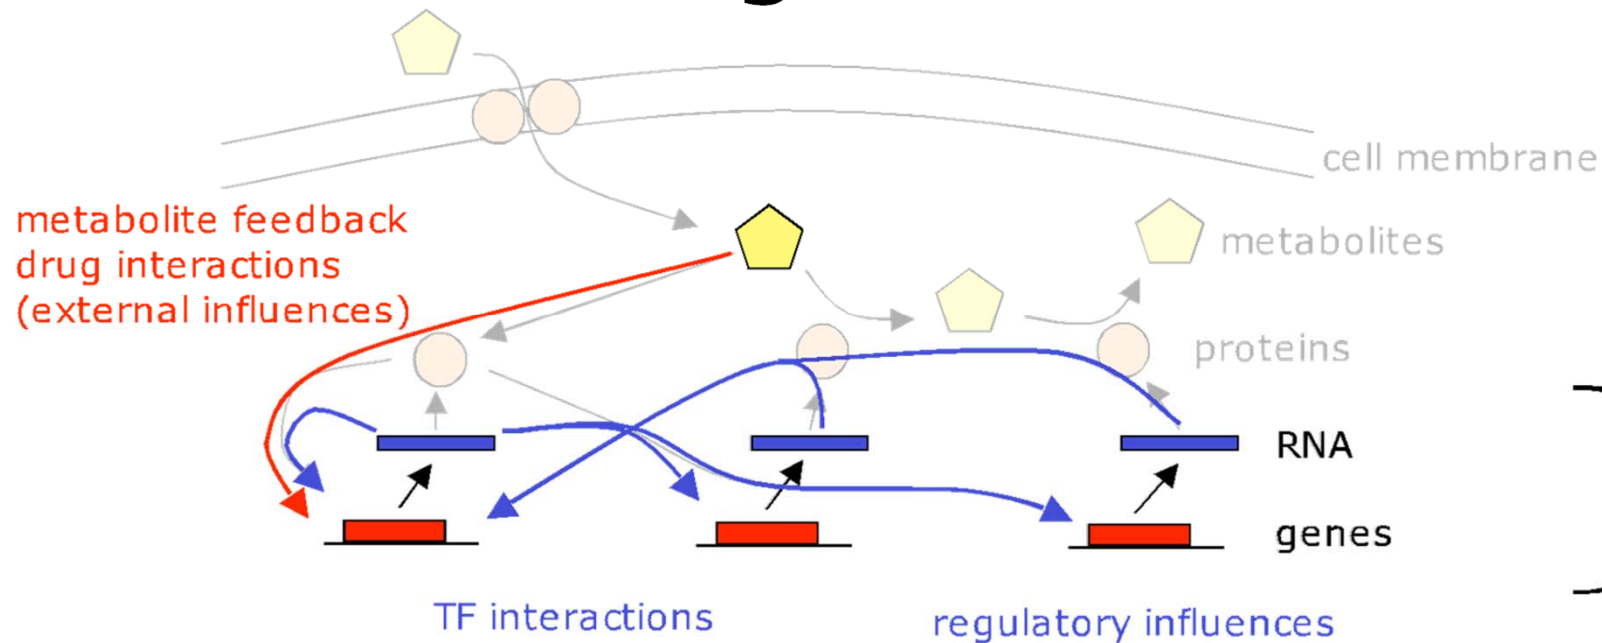 cell membrane
metabolite feedback
drug interactions
(external influences)
metabolites
proteins
RNA
genes
TF interactions
regulatory influences